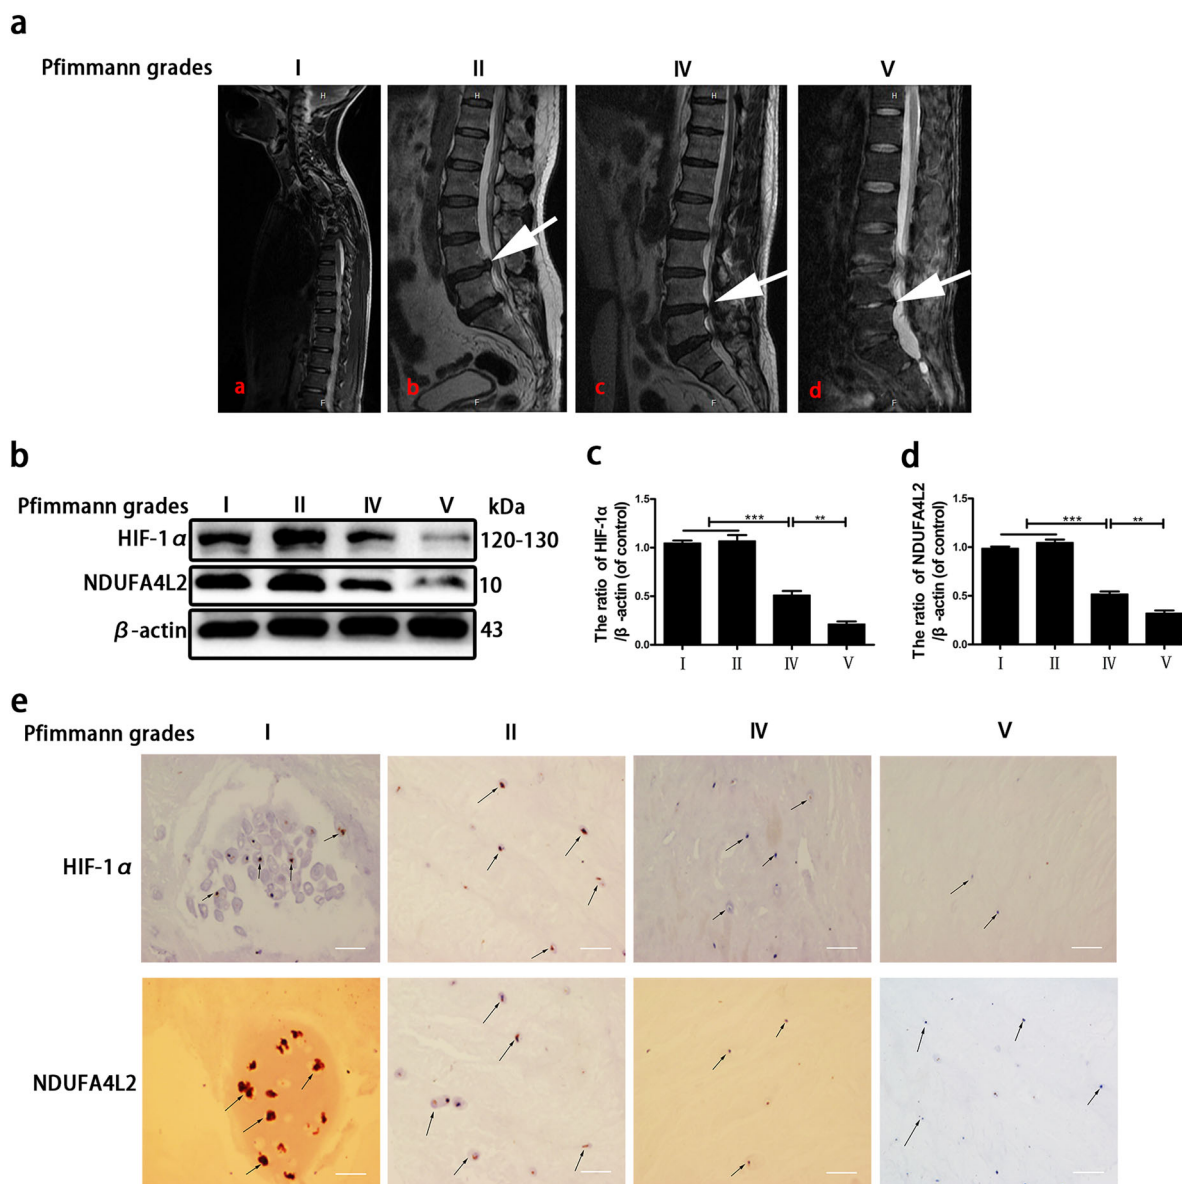 a
Pfimmann grades I II IV V
H H H
a b c d
F F F F
b
Pfimmann grades I II IV V kDa
HIF-1α 120-130
NDUFA4L2 10
β-actin 43
c
The ratio of HIF-1α
/β -actin (of control)
1.5
1.0
0.5
0.0
*** **
I II IV V
d
The ratio of NDUFA4L2
/β -actin (of control)
1.5
1.0
0.5
0.0
*** **
I II IV V
e
Pfimmann grades I II IV V
HIF-1α
NDUFA4L2